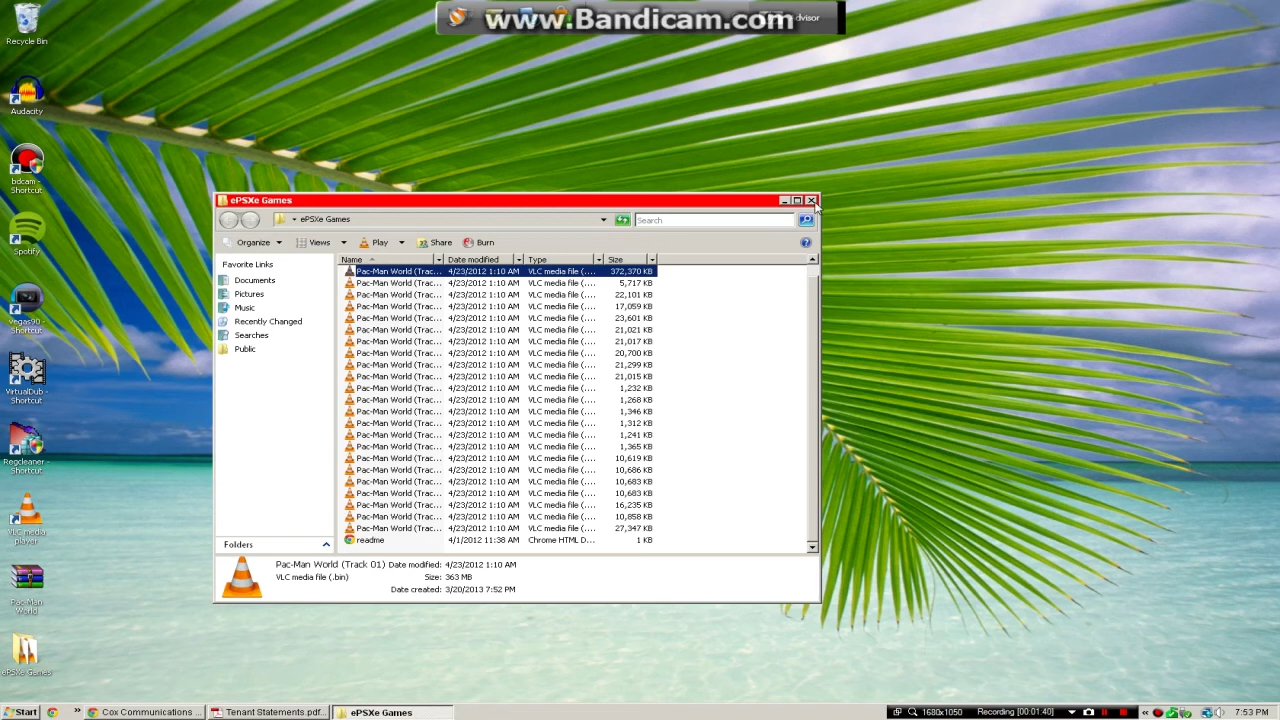 www.Bandicam.com
dvisor
Recycle Bin
Audacity
bdcam -
Shortcut
Spotify
Vegas90 -
Shortcut
VirtualDub -
Shortcut
Regcleaner -
Shortcut
VLC media
player
Pac-Man
World
ePSXe Games
ePSXe Games
ePSXe Games
Search
Organize Views Play Share Burn
Favorite Links
Documents
Pictures
Music
Recently Changed
Searches
Public
Folders
Name Date modified Type Size
Pac-Man World (Trac... 4/23/2012 1:10 AM VLC media file (.... 372,370 KB
Pac-Man World (Trac... 4/23/2012 1:10 AM VLC media file (.... 5,717 KB
Pac-Man World (Trac... 4/23/2012 1:10 AM VLC media file (.... 22,101 KB
Pac-Man World (Trac... 4/23/2012 1:10 AM VLC media file (.... 17,059 KB
Pac-Man World (Trac... 4/23/2012 1:10 AM VLC media file (.... 23,601 KB
Pac-Man World (Trac... 4/23/2012 1:10 AM VLC media file (.... 21,021 KB
Pac-Man World (Trac... 4/23/2012 1:10 AM VLC media file (.... 21,017 KB
Pac-Man World (Trac... 4/23/2012 1:10 AM VLC media file (.... 20,700 KB
Pac-Man World (Trac... 4/23/2012 1:10 AM VLC media file (.... 21,299 KB
Pac-Man World (Trac... 4/23/2012 1:10 AM VLC media file (.... 21,015 KB
Pac-Man World (Trac... 4/23/2012 1:10 AM VLC media file (.... 1,232 KB
Pac-Man World (Trac... 4/23/2012 1:10 AM VLC media file (.... 1,268 KB
Pac-Man World (Trac... 4/23/2012 1:10 AM VLC media file (.... 1,346 KB
Pac-Man World (Trac... 4/23/2012 1:10 AM VLC media file (.... 1,312 KB
Pac-Man World (Trac... 4/23/2012 1:10 AM VLC media file (.... 1,241 KB
Pac-Man World (Trac... 4/23/2012 1:10 AM VLC media file (.... 1,365 KB
Pac-Man World (Trac... 4/23/2012 1:10 AM VLC media file (.... 10,619 KB
Pac-Man World (Trac... 4/23/2012 1:10 AM VLC media file (.... 10,686 KB
Pac-Man World (Trac... 4/23/2012 1:10 AM VLC media file (.... 10,683 KB
Pac-Man World (Trac... 4/23/2012 1:10 AM VLC media file (.... 10,683 KB
Pac-Man World (Trac... 4/23/2012 1:10 AM VLC media file (.... 16,235 KB
Pac-Man World (Trac... 4/23/2012 1:10 AM VLC media file (.... 10,858 KB
Pac-Man World (Trac... 4/23/2012 1:10 AM VLC media file (.... 27,347 KB
readme 4/1/2012 11:38 AM Chrome HTML D... 1 KB
Pac-Man World (Track 01) Date modified: 4/23/2012 1:10 AM
VLC media file (.bin) Size: 363 MB
Date created: 3/20/2013 7:52 PM
Start Cox Communications ... Tenant Statements.pdf... ePSXe Games 1680x1050 Recording [00:01:40] 7:53 PM